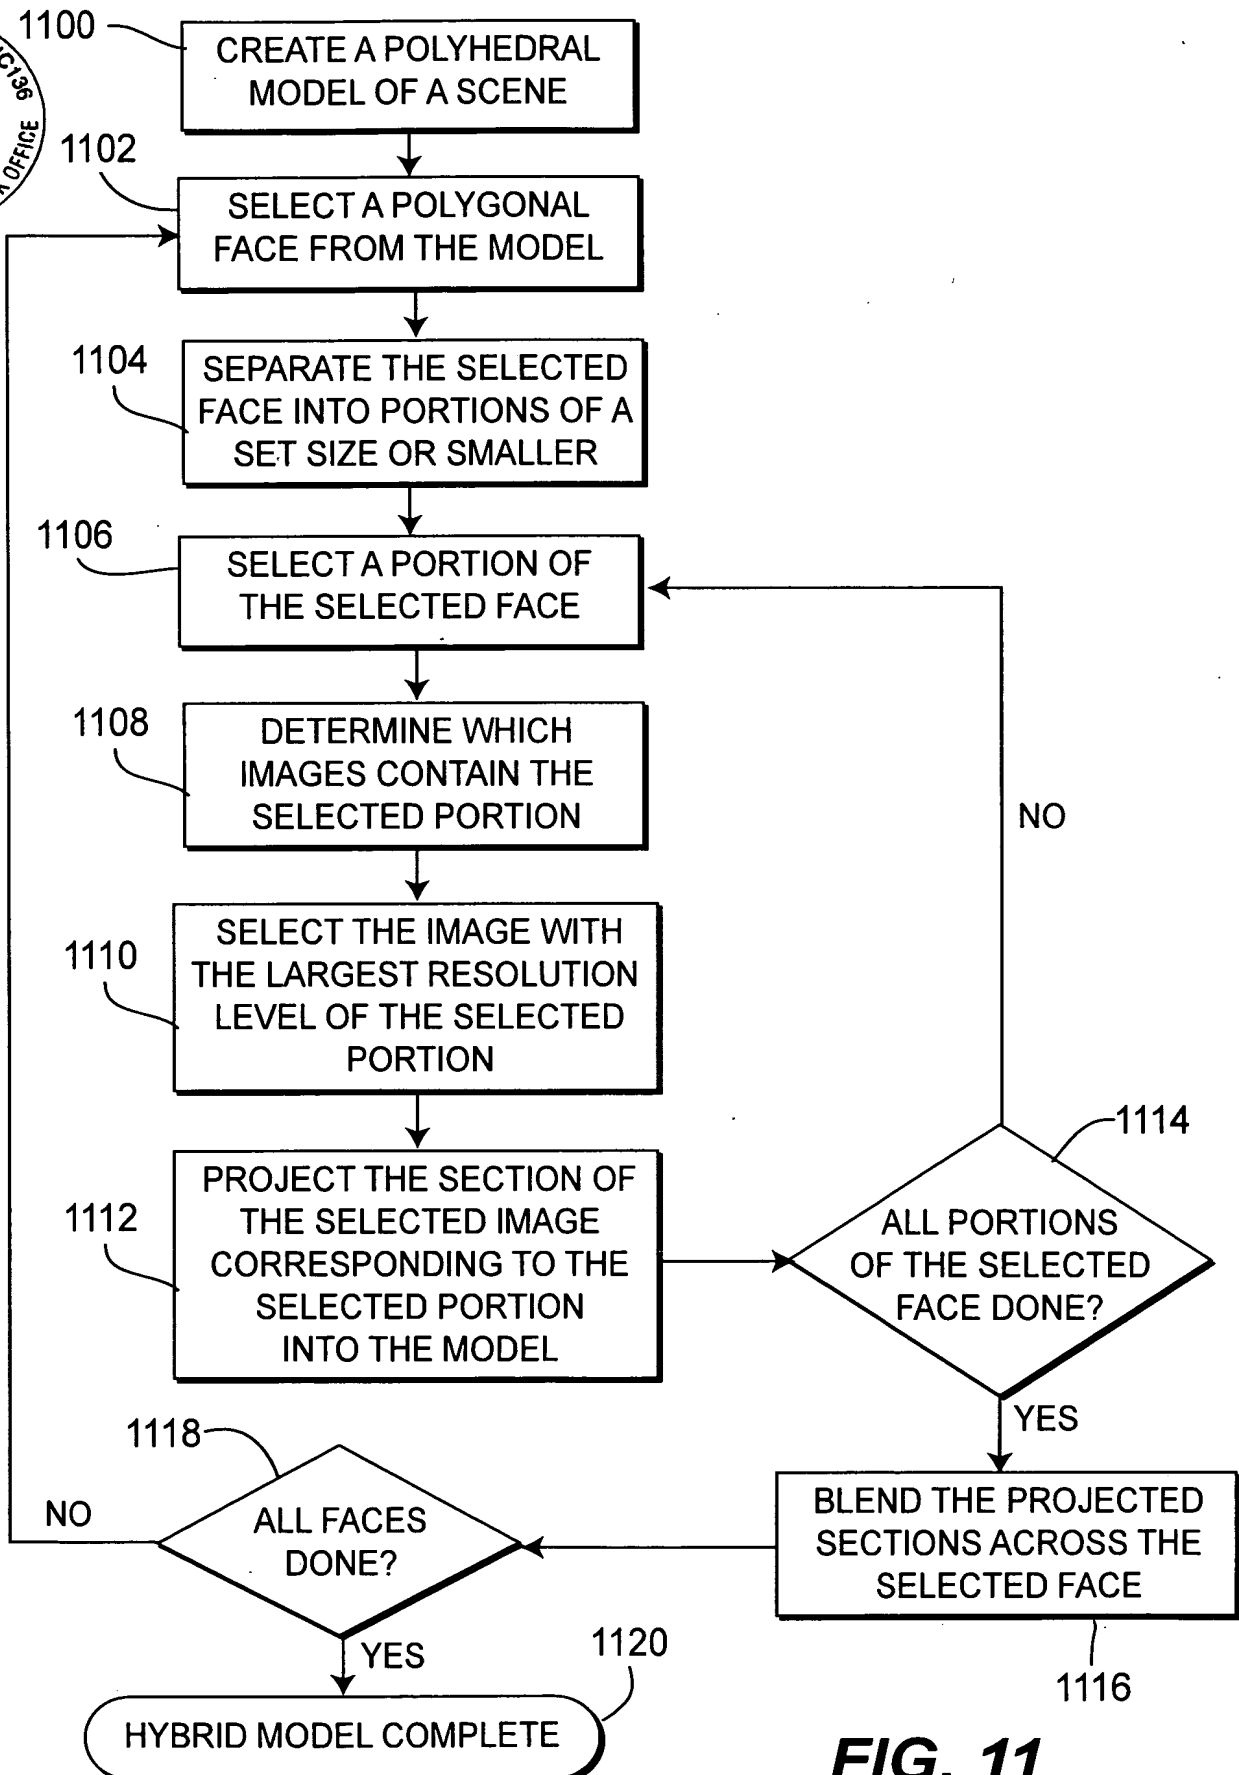 1100
CREATE A POLYHEDRAL
MODEL OF A SCENE
C136
OFFICE
1102
SELECT A POLYGONAL
FACE FROM THE MODEL
1104
SEPARATE THE SELECTED
FACE INTO PORTIONS OF A
SET SIZE OR SMALLER
1106
SELECT A PORTION OF
THE SELECTED FACE
1108
DETERMINE WHICH
IMAGES CONTAIN THE
SELECTED PORTION
NO
1110
SELECT THE IMAGE WITH
THE LARGEST RESOLUTION
LEVEL OF THE SELECTED
PORTION
1112
PROJECT THE SECTION OF
THE SELECTED IMAGE
CORRESPONDING TO THE
SELECTED PORTION
INTO THE MODEL
1114
ALL PORTIONS
OF THE SELECTED
FACE DONE?
YES
1116
BLEND THE PROJECTED
SECTIONS ACROSS THE
SELECTED FACE
1118
ALL FACES
DONE?
NO
YES
1120
HYBRID MODEL COMPLETE
FIG. 11